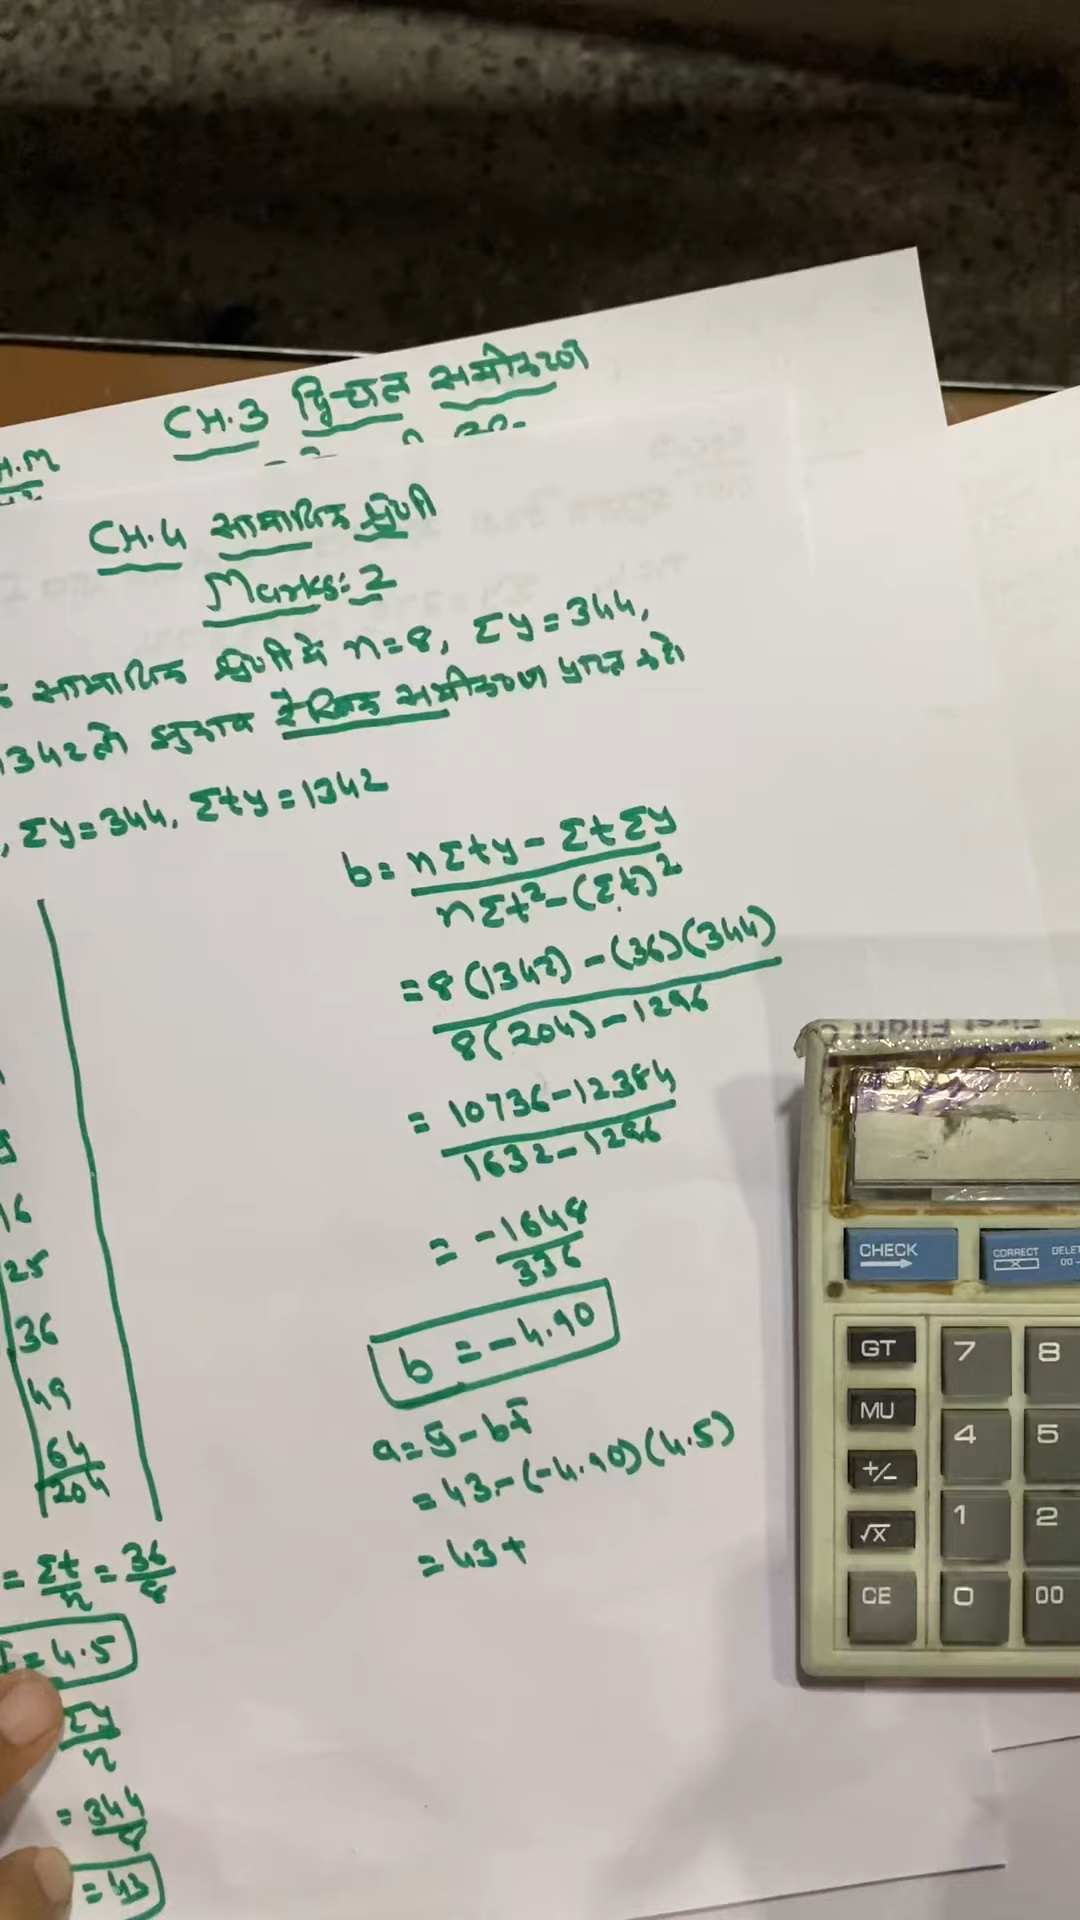 CH.3 द्विचल समीकरण
CH.4 सामायिक श्रेणी
Marks: 2
सामायिक श्रेणी में n=8, Σy=344,
1342 तो सुझाव रैखिक समीकरण प्राप्त करो
, Σy=344, Σty=1342
b= nΣty - ΣtΣy
nΣt²-(Σt)²
=8(1342)-(36)(344)
8(204)-1296
= 10736-12384
1632-1296
= -1648
336
b = -4.90
a=ȳ-bt̄
=43-(-4.90)(4.5)
=43+
16
25
36
49
64
204
= Σt/n = 36/8
t̄=4.5
Σy
n
= 344
8
=43
First Flight
CHECK
CORRECT
GT 7 8
MU 4 5
+/- 1 2
√x
CE 0 00